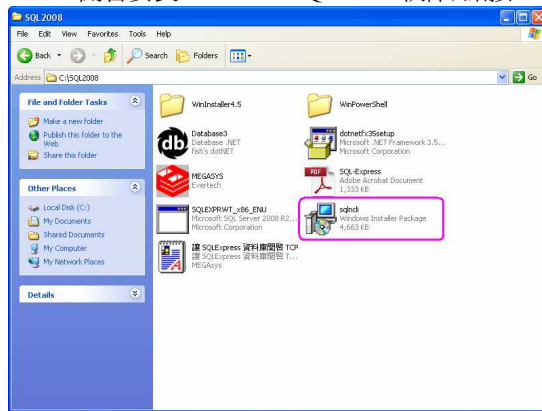 SQL2008
File Edit View Favorites Tools Help
Back Search Folders
Address C:\SQL2008 Go
File and Folder Tasks
Make a new folder
Publish this folder to the Web
Share this folder
Other Places
Local Disk (C:)
My Documents
Shared Documents
My Computer
My Network Places
Details
WinInstaller4.5
WinPowerShell
Database3
Database .NET
fish's dotNET
dotnetfx35setup
Microsoft .NET Framework 3.5...
Microsoft Corporation
MEGASYS
Evertech
SQL-Express
Adobe Acrobat Document
1,333 KB
SQLEXPRWT_x86_ENU
Microsoft SQL Server 2008 R2...
Microsoft Corporation
sqlncli
Windows Installer Package
4,663 KB
讓 SQLExpress 資料庫開啟 TCP
讓 SQLExpress 資料庫開啟 T...
MEGAsys